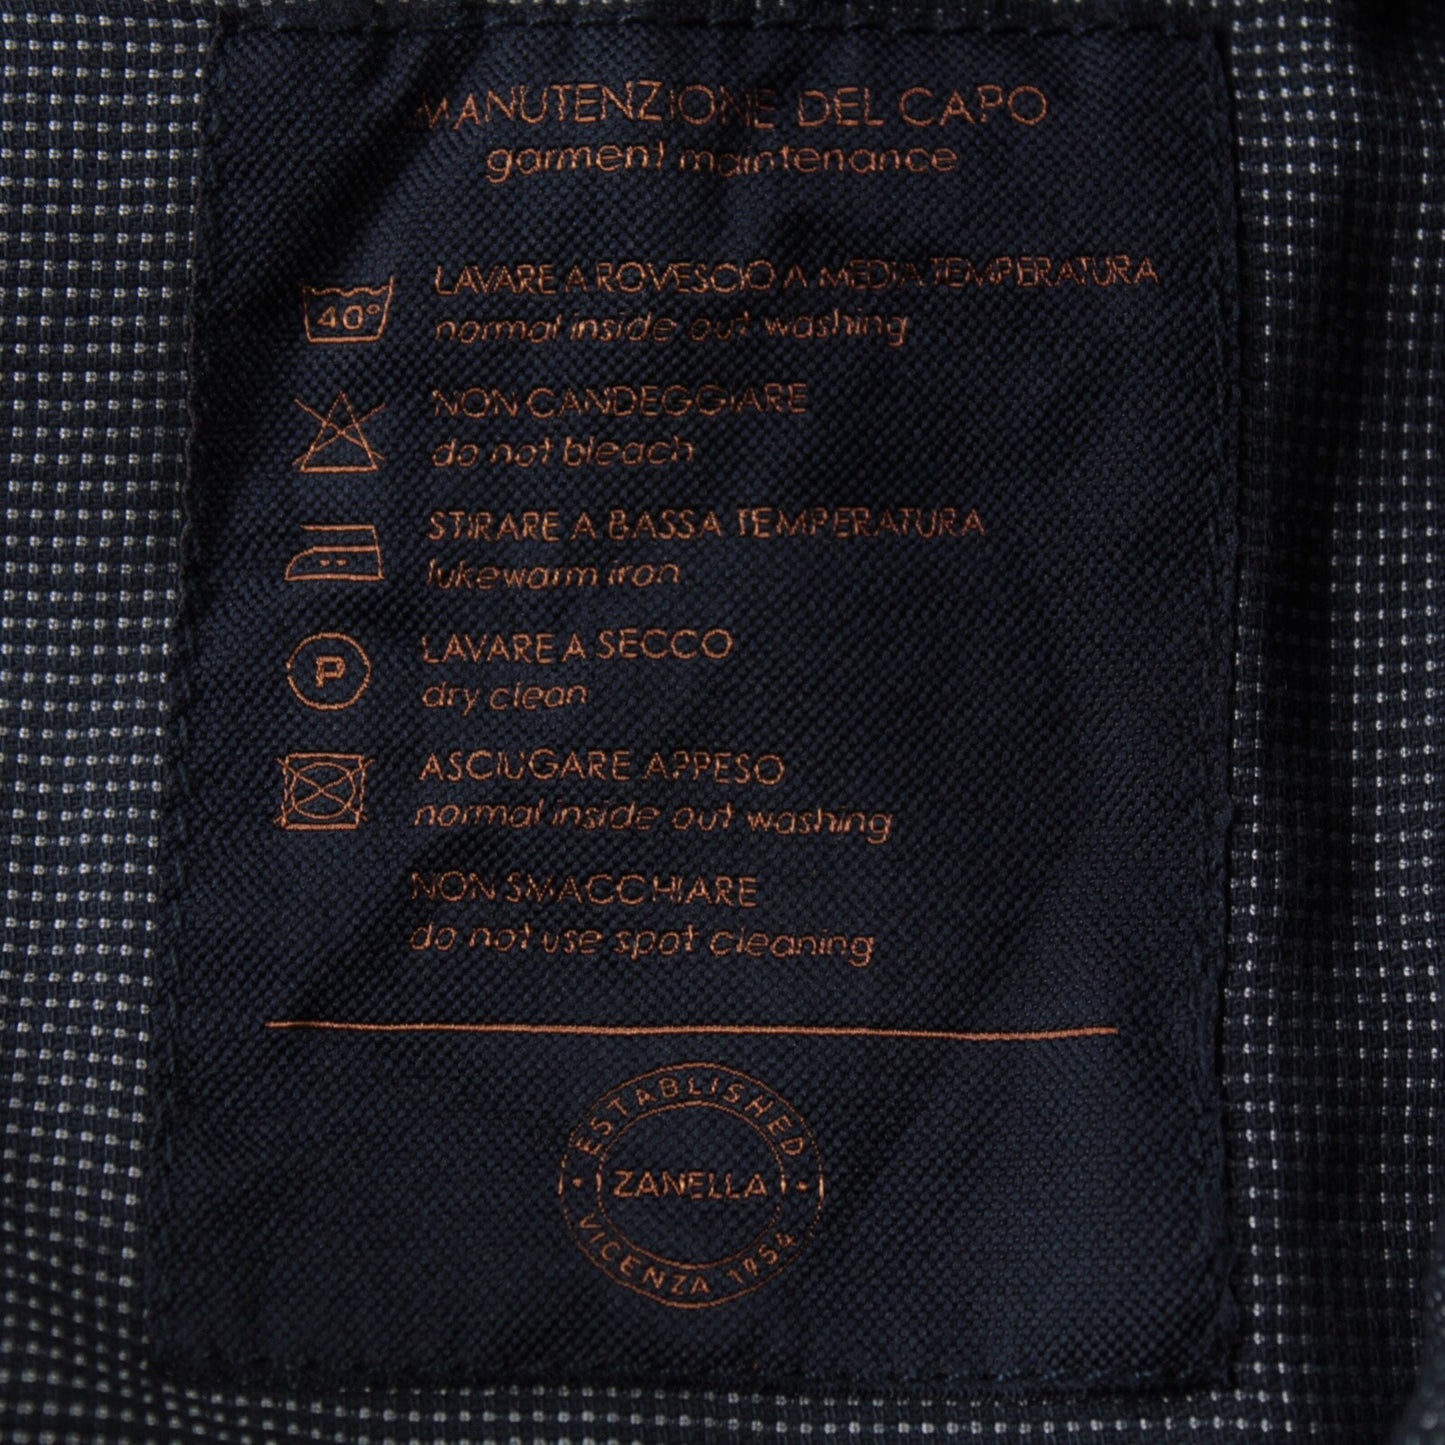 MANUTENZIONE DEL CAPO
garment maintenance
40°
LAVARE A ROVESCIO A MEDIA TEMPERATURA
normal inside out washing
NON CANDEGGIARE
do not bleach
STIRARE A BASSA TEMPERATURA
lukewarm iron
P
LAVARE A SECCO
dry clean
ASCIUGARE APPESO
normal inside out washing
NON SMACCHIARE
do not use spot cleaning
ESTABLISHED
ZANELLA
VICENZA 1954